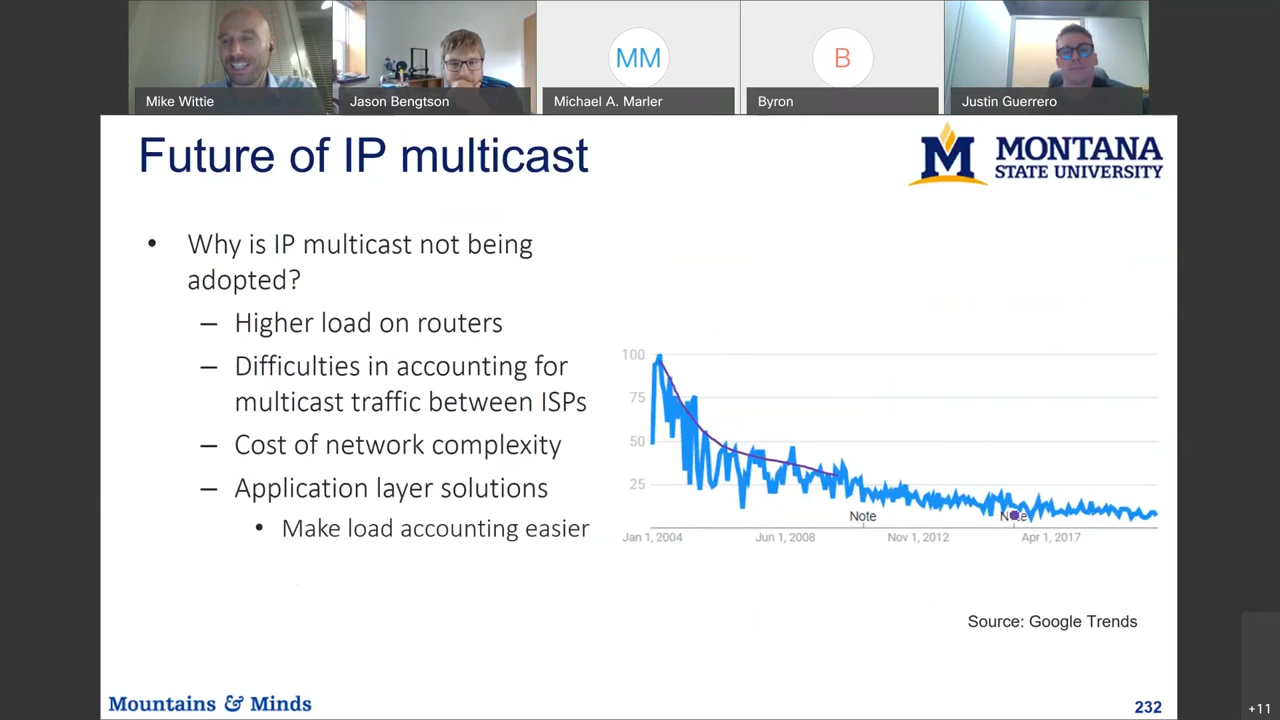 MM
B
Mike Wittie
Jason Bengtson
Michael A. Marler
Byron
Justin Guerrero
Future of IP multicast
M
MONTANA
STATE UNIVERSITY
• Why is IP multicast not being
adopted?
– Higher load on routers
– Difficulties in accounting for
multicast traffic between ISPs
– Cost of network complexity
– Application layer solutions
• Make load accounting easier
100
75
50
25
Note
Note
Jan 1, 2004
Jun 1, 2008
Nov 1, 2012
Apr 1, 2017
Source: Google Trends
Mountains & Minds
232
+11